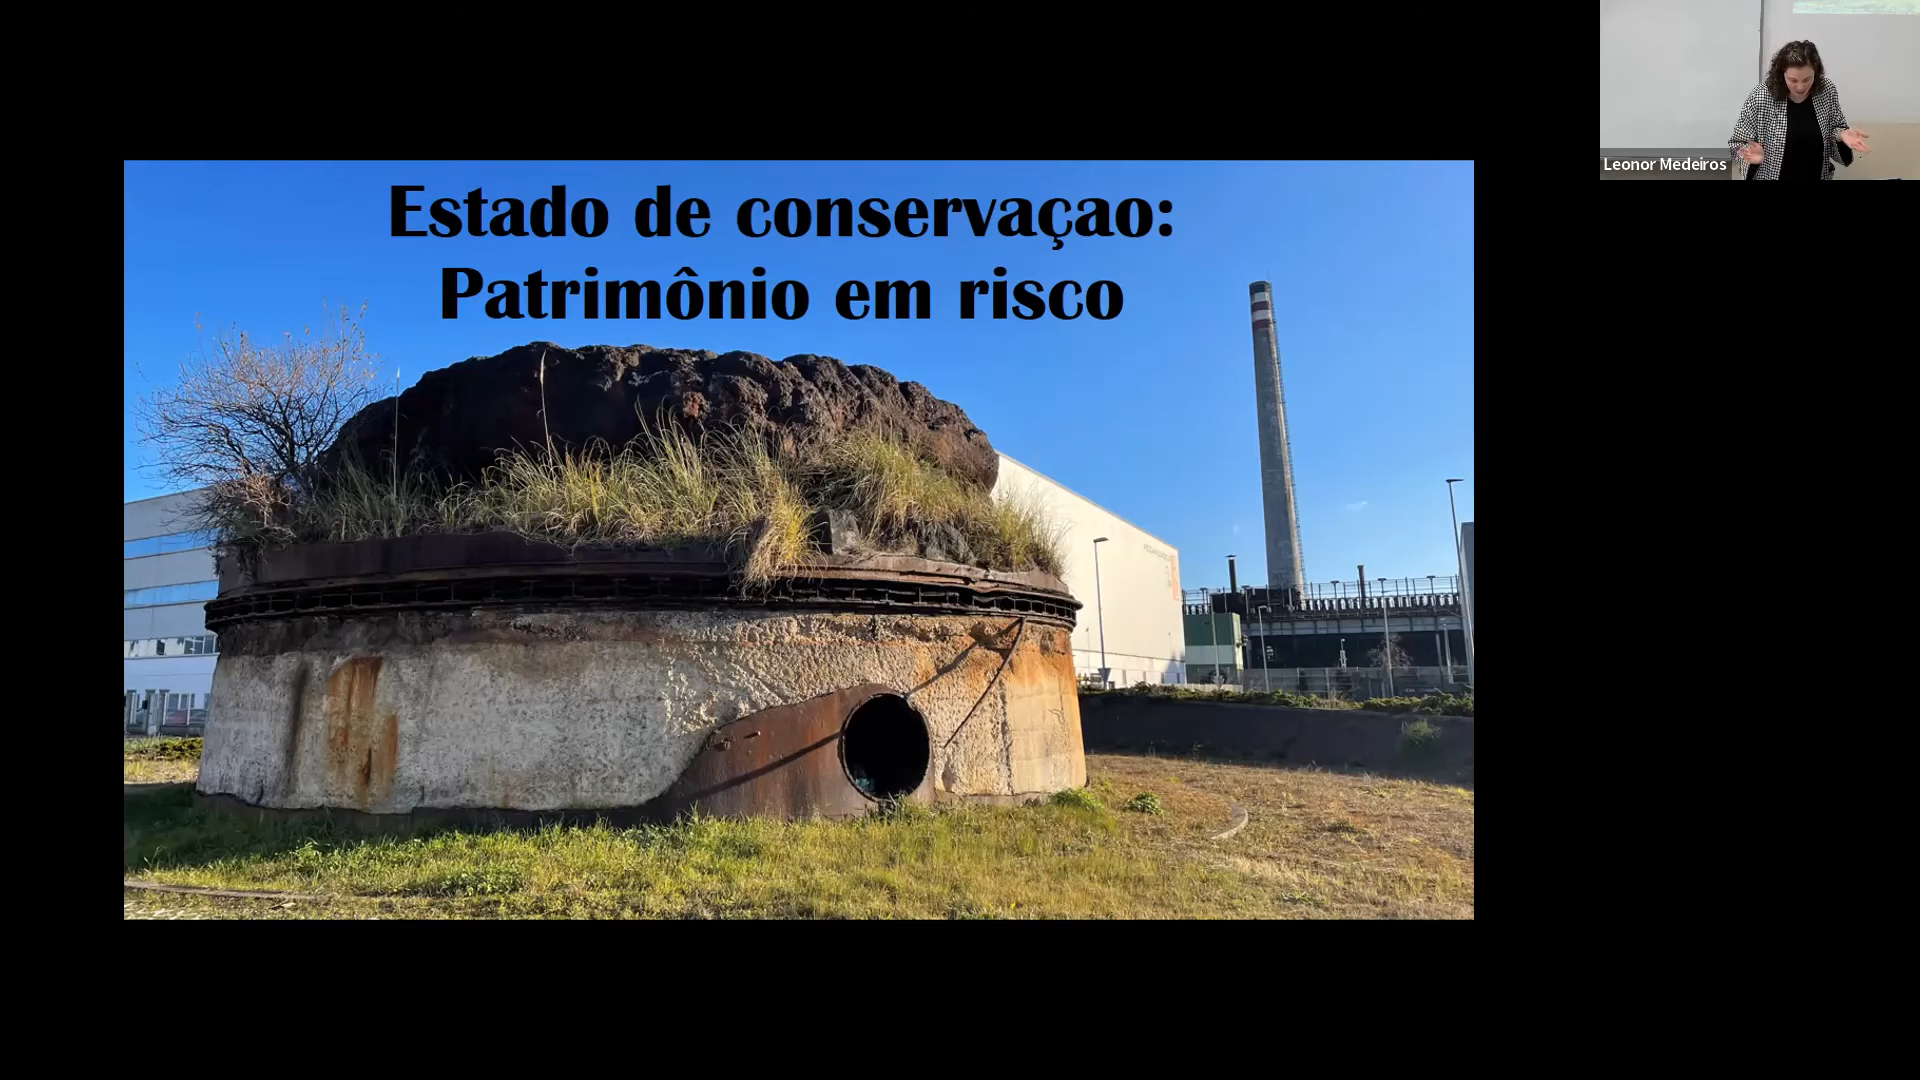 Estado de conservaçao:
Patrimônio em risco
Leonor Medeiros